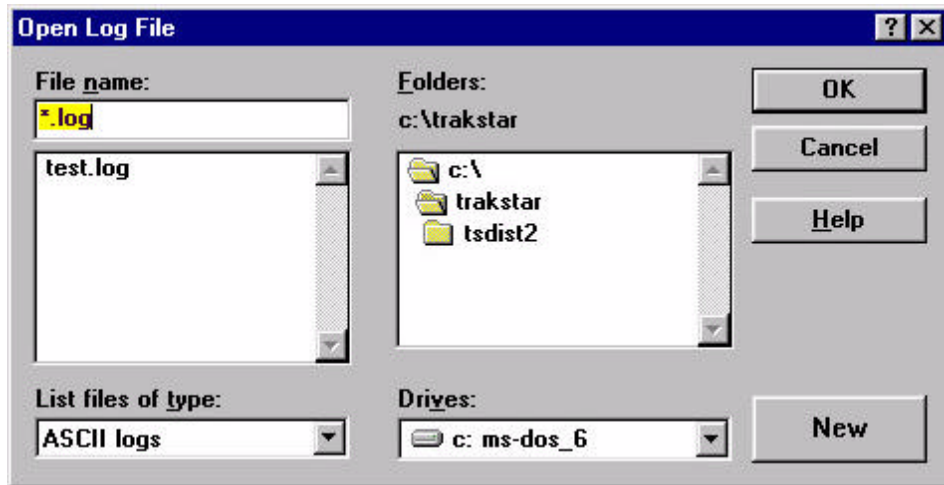 Open Log File
File name:
*.log
test.log
List files of type:
ASCII logs
Folders:
c:\trakstar
c:\
trakstar
tsdist2
Drives:
c: ms-dos_6
OK
Cancel
Help
New